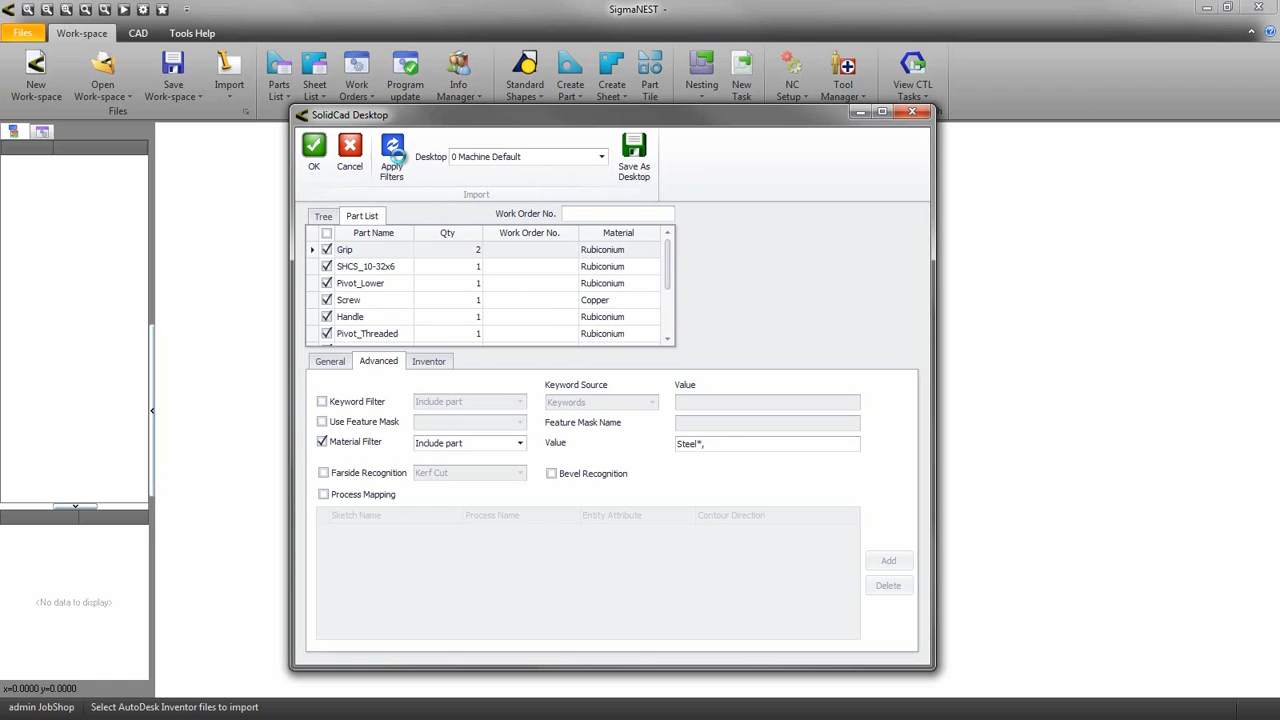 SigmaNEST -
Files Work-space CAD Tools Help
New Work-space
Open Work-space
Save Work-space
Import
Parts List
Sheet List
Work Orders
Program update
Info Manager
Standard Shapes
Create Part
Create Sheet
Part Tile
Nesting
New Task
NC Setup
Tool Manager
View CTL Tasks
Files
SolidCad Desktop
OK
Cancel
Apply Filters
Desktop 0 Machine Default
Save As Desktop
Import
Tree Part List Work Order No.
Part Name Qty Work Order No. Material
Grip 2 Rubiconium
SHCS_10-32x6 1 Rubiconium
Pivot_Lower 1 Rubiconium
Screw 1 Copper
Handle 1 Rubiconium
Pivot_Threaded 1 Rubiconium
General Advanced Inventor
Keyword Source Value
Keyword Filter Include part Keywords
Use Feature Mask Feature Mask Name
Material Filter Include part Value Steel*,
Farside Recognition Kerf Cut Bevel Recognition
Process Mapping
Sketch Name Process Name Entity Attribute Contour Direction
Add
Delete
<No data to display>
x=0.0000 y=0.0000
admin JobShop Select AutoDesk Inventor files to import